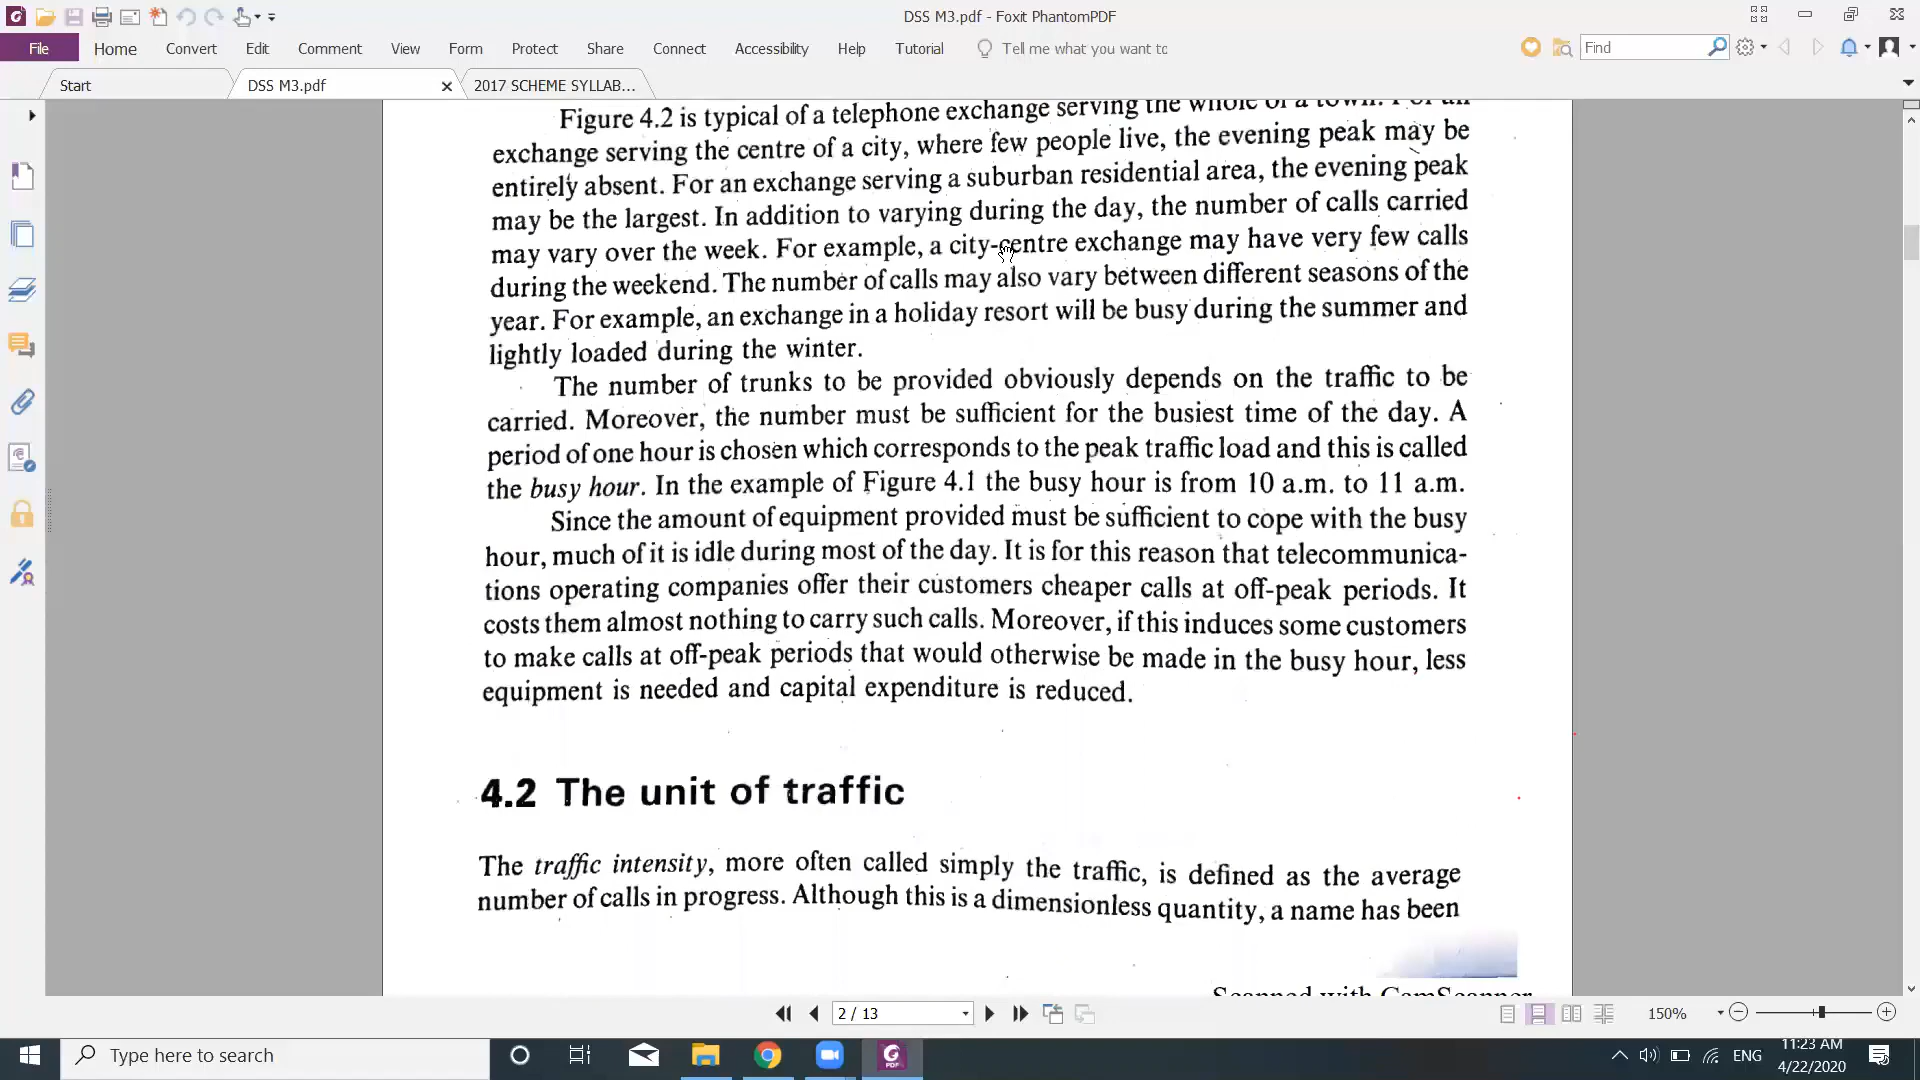 DSS M3.pdf - Foxit PhantomPDF
File Home Convert Edit Comment View Form Protect Share Connect Accessibility Help Tutorial Tell me what you want to Find
Start DSS M3.pdf 2017 SCHEME SYLLAB...
Figure 4.2 is typical of a telephone exchange serving the whole of a town. For an
exchange serving the centre of a city, where few people live, the evening peak may be
entirely absent. For an exchange serving a suburban residential area, the evening peak
may be the largest. In addition to varying during the day, the number of calls carried
may vary over the week. For example, a city-centre exchange may have very few calls
during the weekend. The number of calls may also vary between different seasons of the
year. For example, an exchange in a holiday resort will be busy during the summer and
lightly loaded during the winter.
The number of trunks to be provided obviously depends on the traffic to be
carried. Moreover, the number must be sufficient for the busiest time of the day. A
period of one hour is chosen which corresponds to the peak traffic load and this is called
the busy hour. In the example of Figure 4.1 the busy hour is from 10 a.m. to 11 a.m.
Since the amount of equipment provided must be sufficient to cope with the busy
hour, much of it is idle during most of the day. It is for this reason that telecommunica-
tions operating companies offer their customers cheaper calls at off-peak periods. It
costs them almost nothing to carry such calls. Moreover, if this induces some customers
to make calls at off-peak periods that would otherwise be made in the busy hour, less
equipment is needed and capital expenditure is reduced.
4.2 The unit of traffic
The traffic intensity, more often called simply the traffic, is defined as the average
number of calls in progress. Although this is a dimensionless quantity, a name has been
Scanned with CamScanner
2 / 13 150%
Type here to search ENG 11:23 AM
4/22/2020